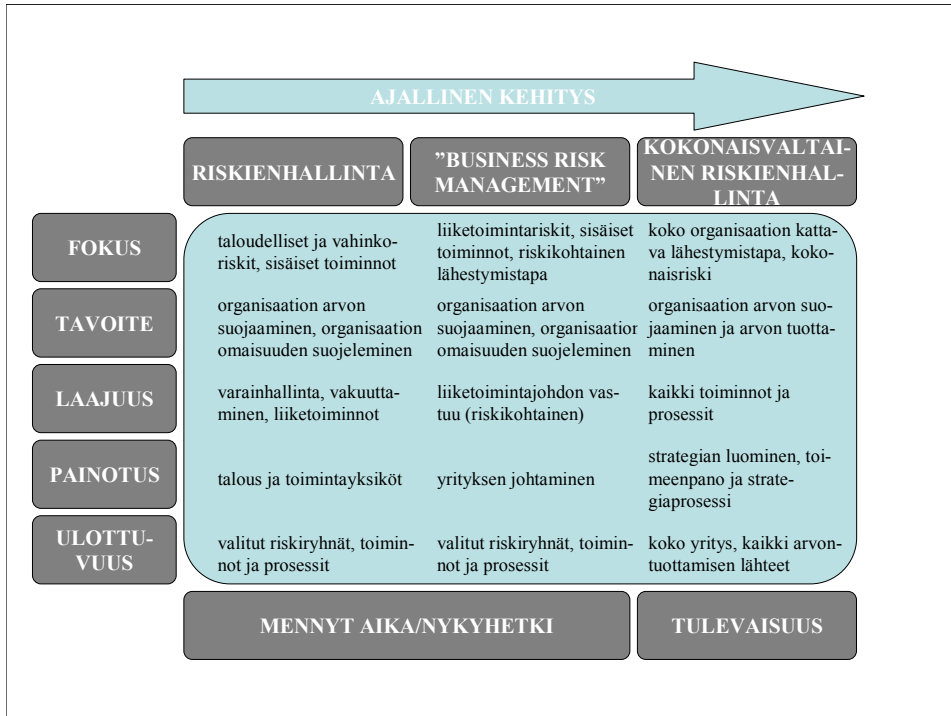 AJALLINEN KEHITYS
RISKIENHALLINTA
”BUSINESS RISK
MANAGEMENT”
KOKONAISVALTAI-
NEN RISKIENHAL-
LINTA
FOKUS
taloudelliset ja vahinko-
riskit, sisäiset toiminnot
liiketoimintariskit, sisäiset
toiminnot, riskikohtainen
lähestymistapa
koko organisaation katta-
va lähestymistapa, koko-
naisriski
TAVOITE
organisaation arvon
suojaaminen, organisaation
omaisuuden suojeleminen
organisaation arvon
suojaaminen, organisaation
omaisuuden suojeleminen
organisaation arvon suo-
jaaminen ja arvon tuotta-
minen
LAAJUUS
varainhallinta, vakuutta-
minen, liiketoiminnot
liiketoimintajohdon vas-
tuu (riskikohtainen)
kaikki toiminnot ja
prosessit
PAINOTUS
talous ja toimintayksiköt
yrityksen johtaminen
strategian luominen, toi-
meenpano ja strate-
giaprosessi
ULOTTU-
VUUS
valitut riskiryhnät, toimin-
not ja prosessit
valitut riskiryhnät, toimin-
not ja prosessit
koko yritys, kaikki arvon-
tuottamisen lähteet
MENNYT AIKA/NYKYHETKI
TULEVAISUUS